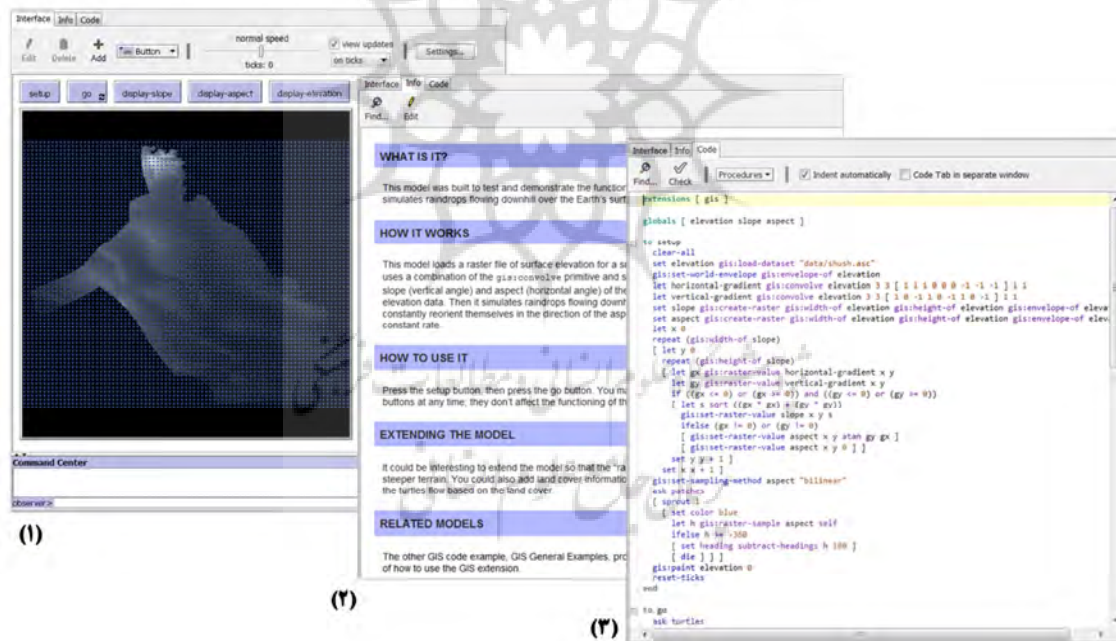 Interface Info Code
Edit Delete Add
Button
normal speed
ticks: 0
view updates
on ticks
Settings...
setup go display-slope display-aspect display-elevation
Command Center
observer>
(۱)
Interface Info Code
Find... Edit
WHAT IS IT?
This model was built to test and demonstrate the function
simulates raindrops flowing downhill over the Earth's surf
HOW IT WORKS
This model loads a raster file of surface elevation for a s
uses a combination of the gis:convolve primitive and s
slope (vertical angle) and aspect (horizontal angle) of the
elevation data. Then it simulates raindrops flowing downh
constantly reorient themselves in the direction of the asp
constant rate.
HOW TO USE IT
Press the setup button, then press the go button. You ma
buttons at any time; they don't affect the functioning of th
EXTENDING THE MODEL
It could be interesting to extend the model so that the "ra
steeper terrain. You could also add land cover informatio
the turtles flow based on the land cover.
RELATED MODELS
The other GIS code example, GIS General Examples, pro
of how to use the GIS extension.
(۲)
Interface Info Code
Find... Check
Procedures
Indent automatically
Code Tab in separate window
extensions [ gis ]
globals [ elevation slope aspect ]
to setup
clear-all
set elevation gis:load-dataset "data/shush.asc"
gis:set-world-envelope gis:envelope-of elevation
let horizontal-gradient gis:convolve elevation 3 3 [ 1 1 1 0 0 0 -1 -1 -1 ] 1 1
let vertical-gradient gis:convolve elevation 3 3 [ 1 0 -1 1 0 -1 1 0 -1 ] 1 1
set slope gis:create-raster gis:width-of elevation gis:height-of elevation gis:envelope-of eleva
set aspect gis:create-raster gis:width-of elevation gis:height-of elevation gis:envelope-of elev
let x 0
repeat (gis:width-of slope)
[ let y 0
repeat (gis:height-of slope)
[ let gx gis:raster-value horizontal-gradient x y
let gy gis:raster-value vertical-gradient x y
if ((gx <= 0) or (gx >= 0)) and ((gy <= 0) or (gy >= 0))
[ let s sqrt ((gx * gx) + (gy * gy))
gis:set-raster-value slope x y s
ifelse (gx != 0) or (gy != 0)
[ gis:set-raster-value aspect x y atan gy gx ]
[ gis:set-raster-value aspect x y 0 ] ]
set y y + 1 ]
set x x + 1 ]
gis:set-sampling-method aspect "bilinear"
ask patches
[ sprout 1
[ set color blue
let h gis:raster-sample aspect self
ifelse h >= -360
[ set heading subtract-headings h 180 ]
[ die ] ] ]
gis:paint elevation 0
reset-ticks
end
to go
ask turtles
(۳)